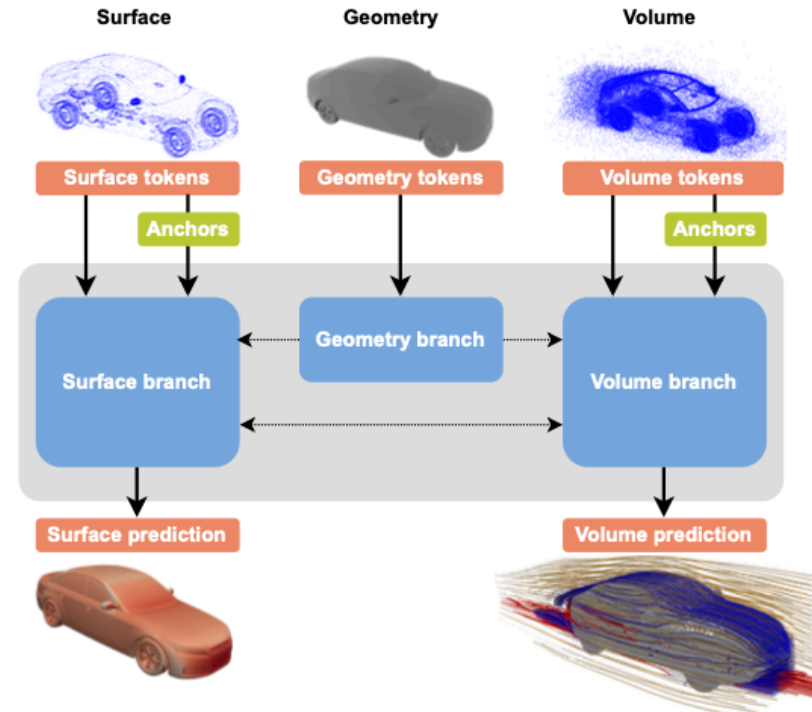 Surface
Geometry
Volume
Surface tokens
Geometry tokens
Volume tokens
Anchors
Anchors
Geometry branch
Surface branch
Volume branch
Surface prediction
Volume prediction